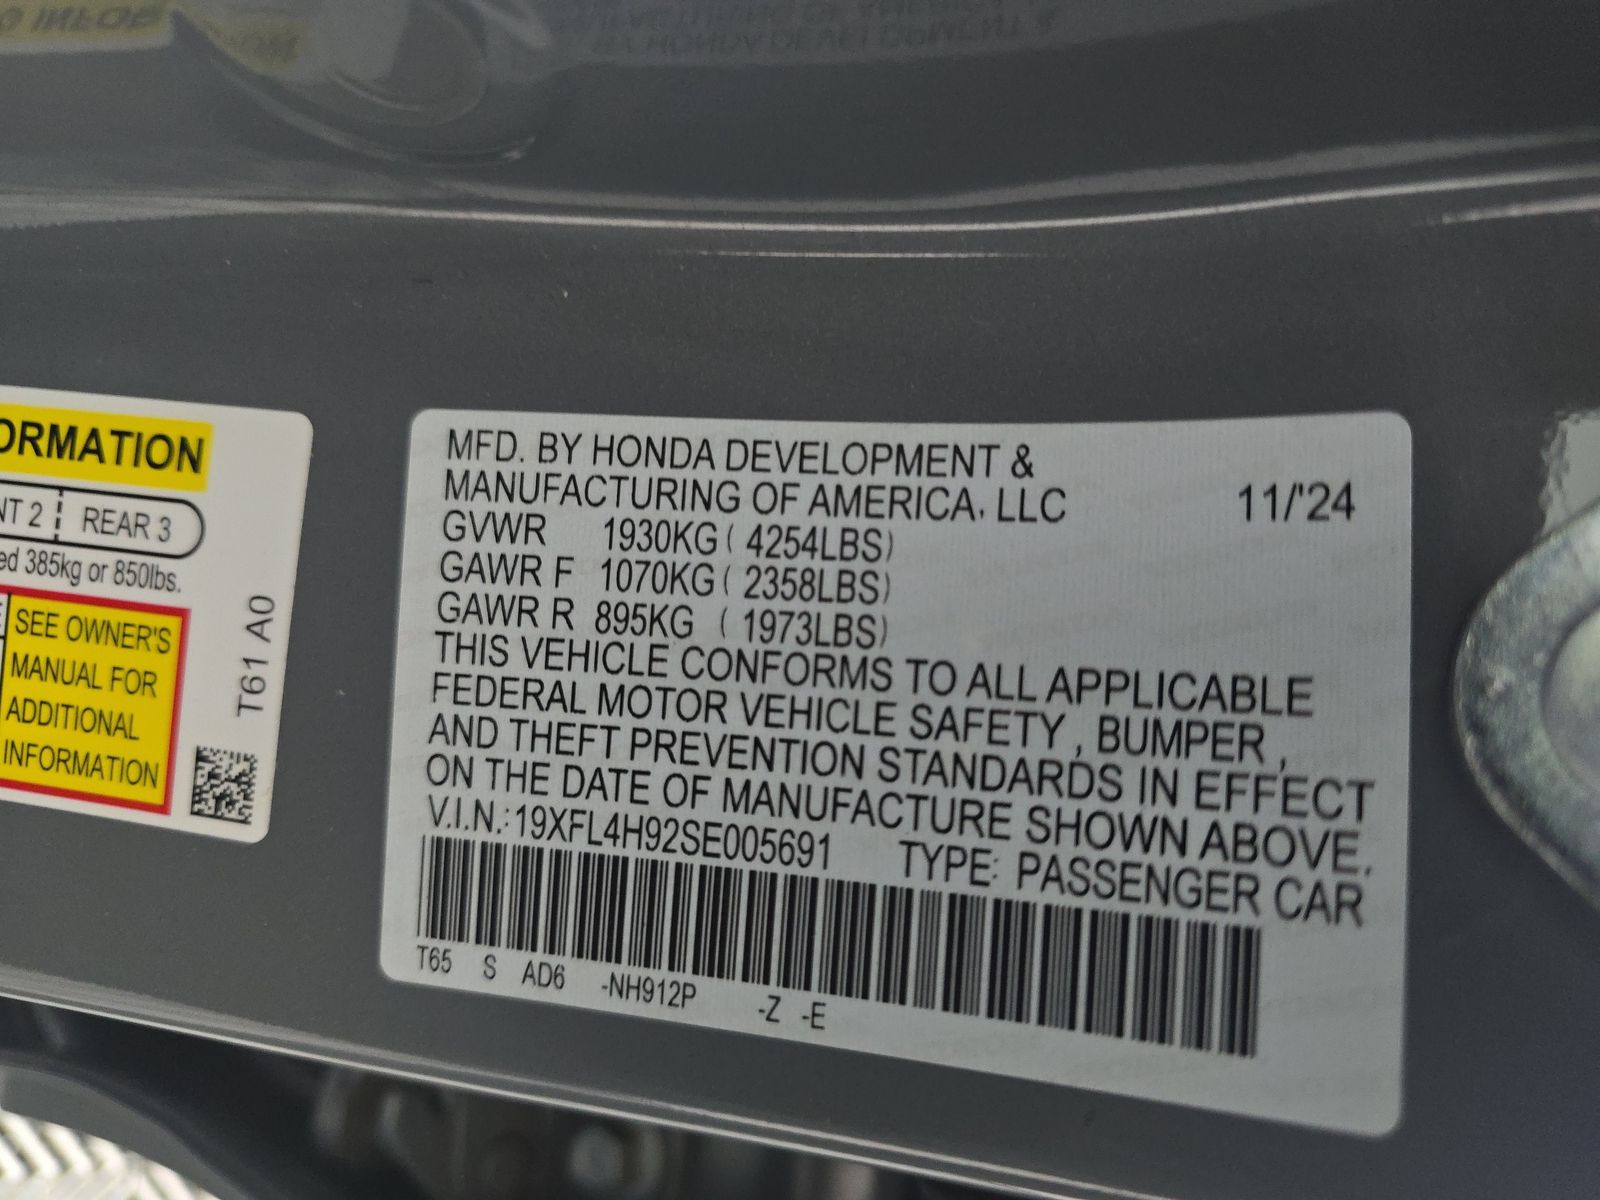 ORMATION
NT 2 REAR 3
ed 385kg or 850lbs.
SEE OWNER'S
MANUAL FOR
ADDITIONAL
INFORMATION
T61 A0
MFD. BY HONDA DEVELOPMENT &
MANUFACTURING OF AMERICA, LLC 11/'24
GVWR 1930KG ( 4254LBS)
GAWR F 1070KG ( 2358LBS)
GAWR R 895KG ( 1973LBS)
THIS VEHICLE CONFORMS TO ALL APPLICABLE
FEDERAL MOTOR VEHICLE SAFETY , BUMPER ,
AND THEFT PREVENTION STANDARDS IN EFFECT
ON THE DATE OF MANUFACTURE SHOWN ABOVE.
V.I.N.: 19XFL4H92SE005691 TYPE: PASSENGER CAR
T65 S AD6 -NH912P -Z -E